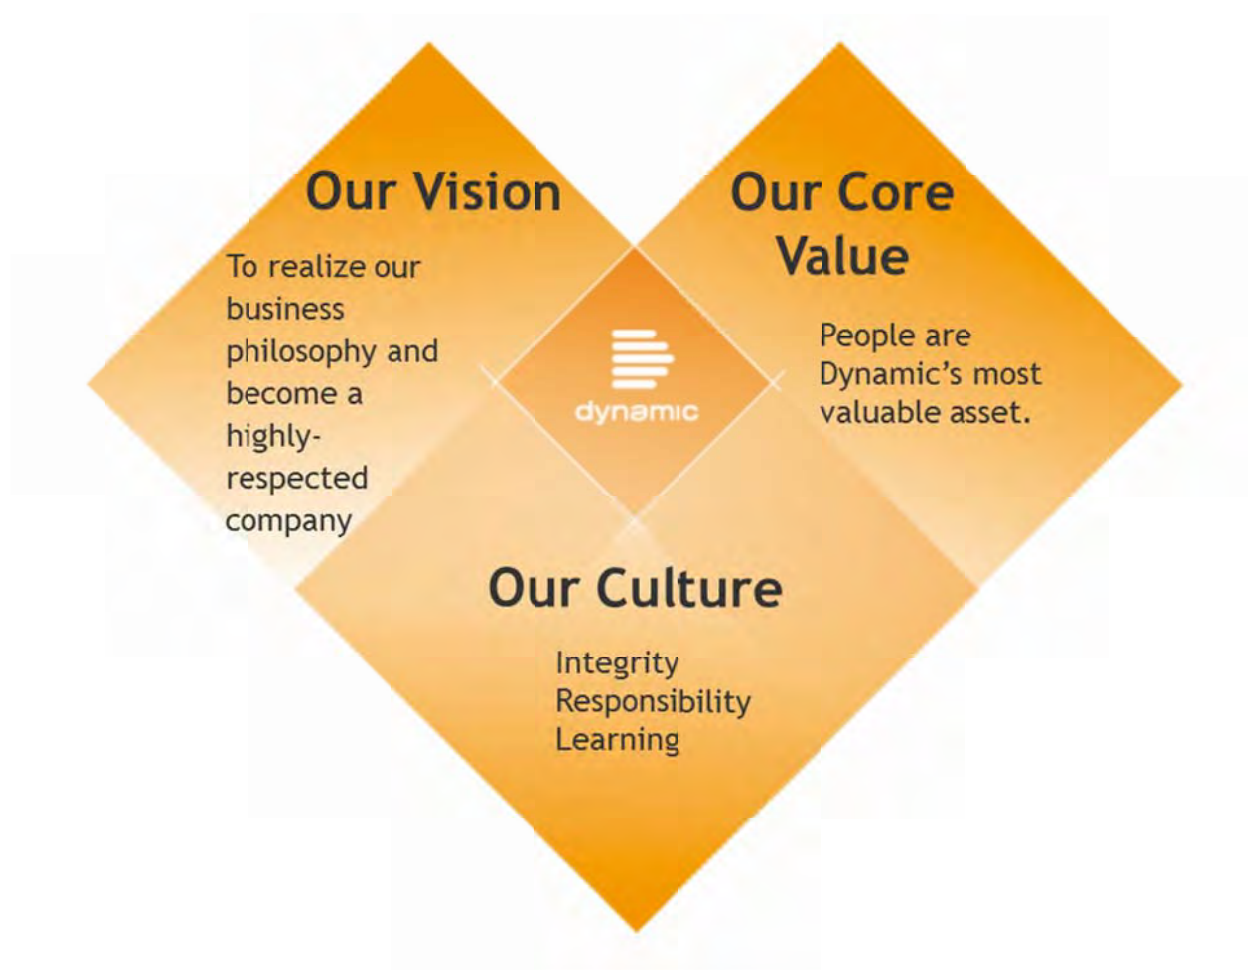 Our Vision
To realize our
business
philosophy and
become a
highly-
respected
company
Our Core
Value
People are
Dynamic's most
valuable asset.
dynamic
Our Culture
Integrity
Responsibility
Learning